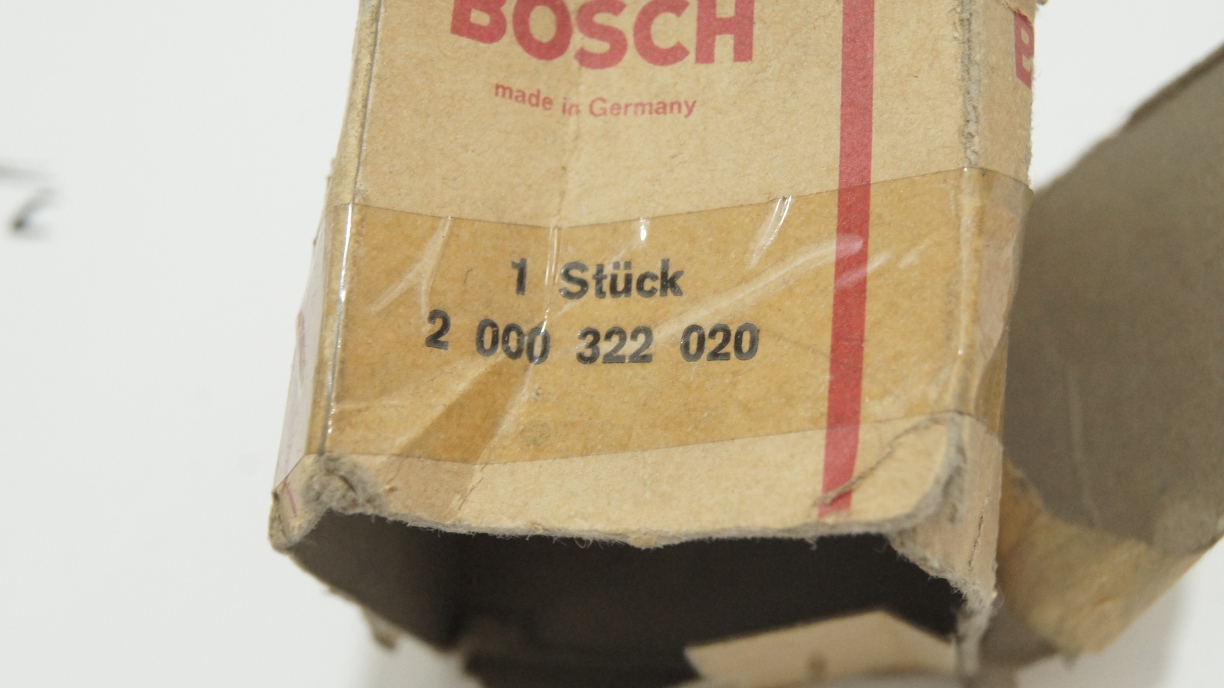 BOSCH
made in Germany
1 Stück
2 000 322 020